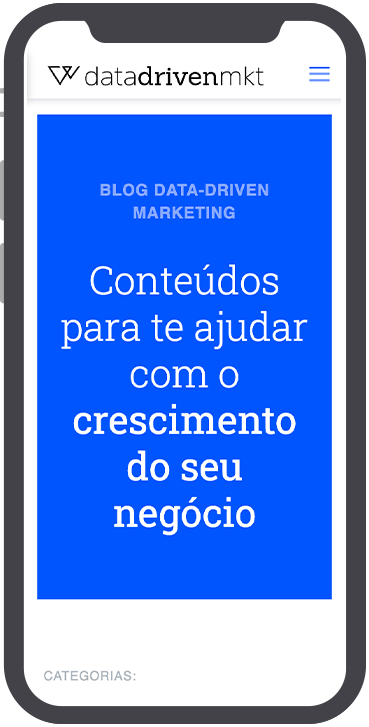 datadrivenmkt
BLOG DATA-DRIVEN
MARKETING
Conteúdos
para te ajudar
com o
crescimento
do seu
negócio
CATEGORIAS: